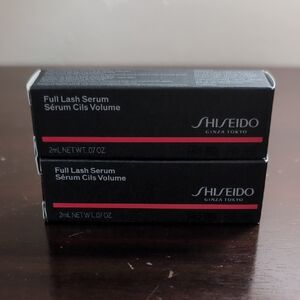 Full Lash Serum
Sérum Cils Volume
SHISEIDO
GINZA TOKYO
2mL NET WT. .07 OZ.
Full Lash Serum
Sérum Cils Volume
SHISEIDO
GINZA TOKYO
2mL NET WT. .07 OZ.